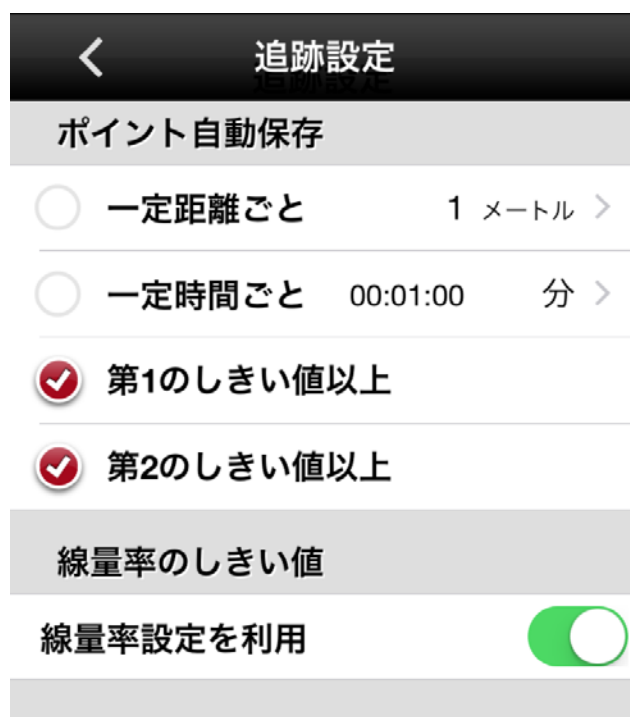 追跡設定
ポイント自動保存
一定距離ごと 1 メートル
一定時間ごと 00:01:00 分
第1のしきい値以上
第2のしきい値以上
線量率のしきい値
線量率設定を利用